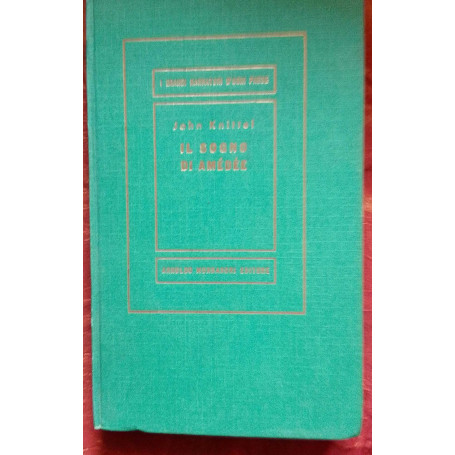 I GRANDI NARRATORI D'OGNI PAESE
John Knittel
IL SOGNO
DI AMÉDÉE
ARNOLDO MONDADORI EDITORE